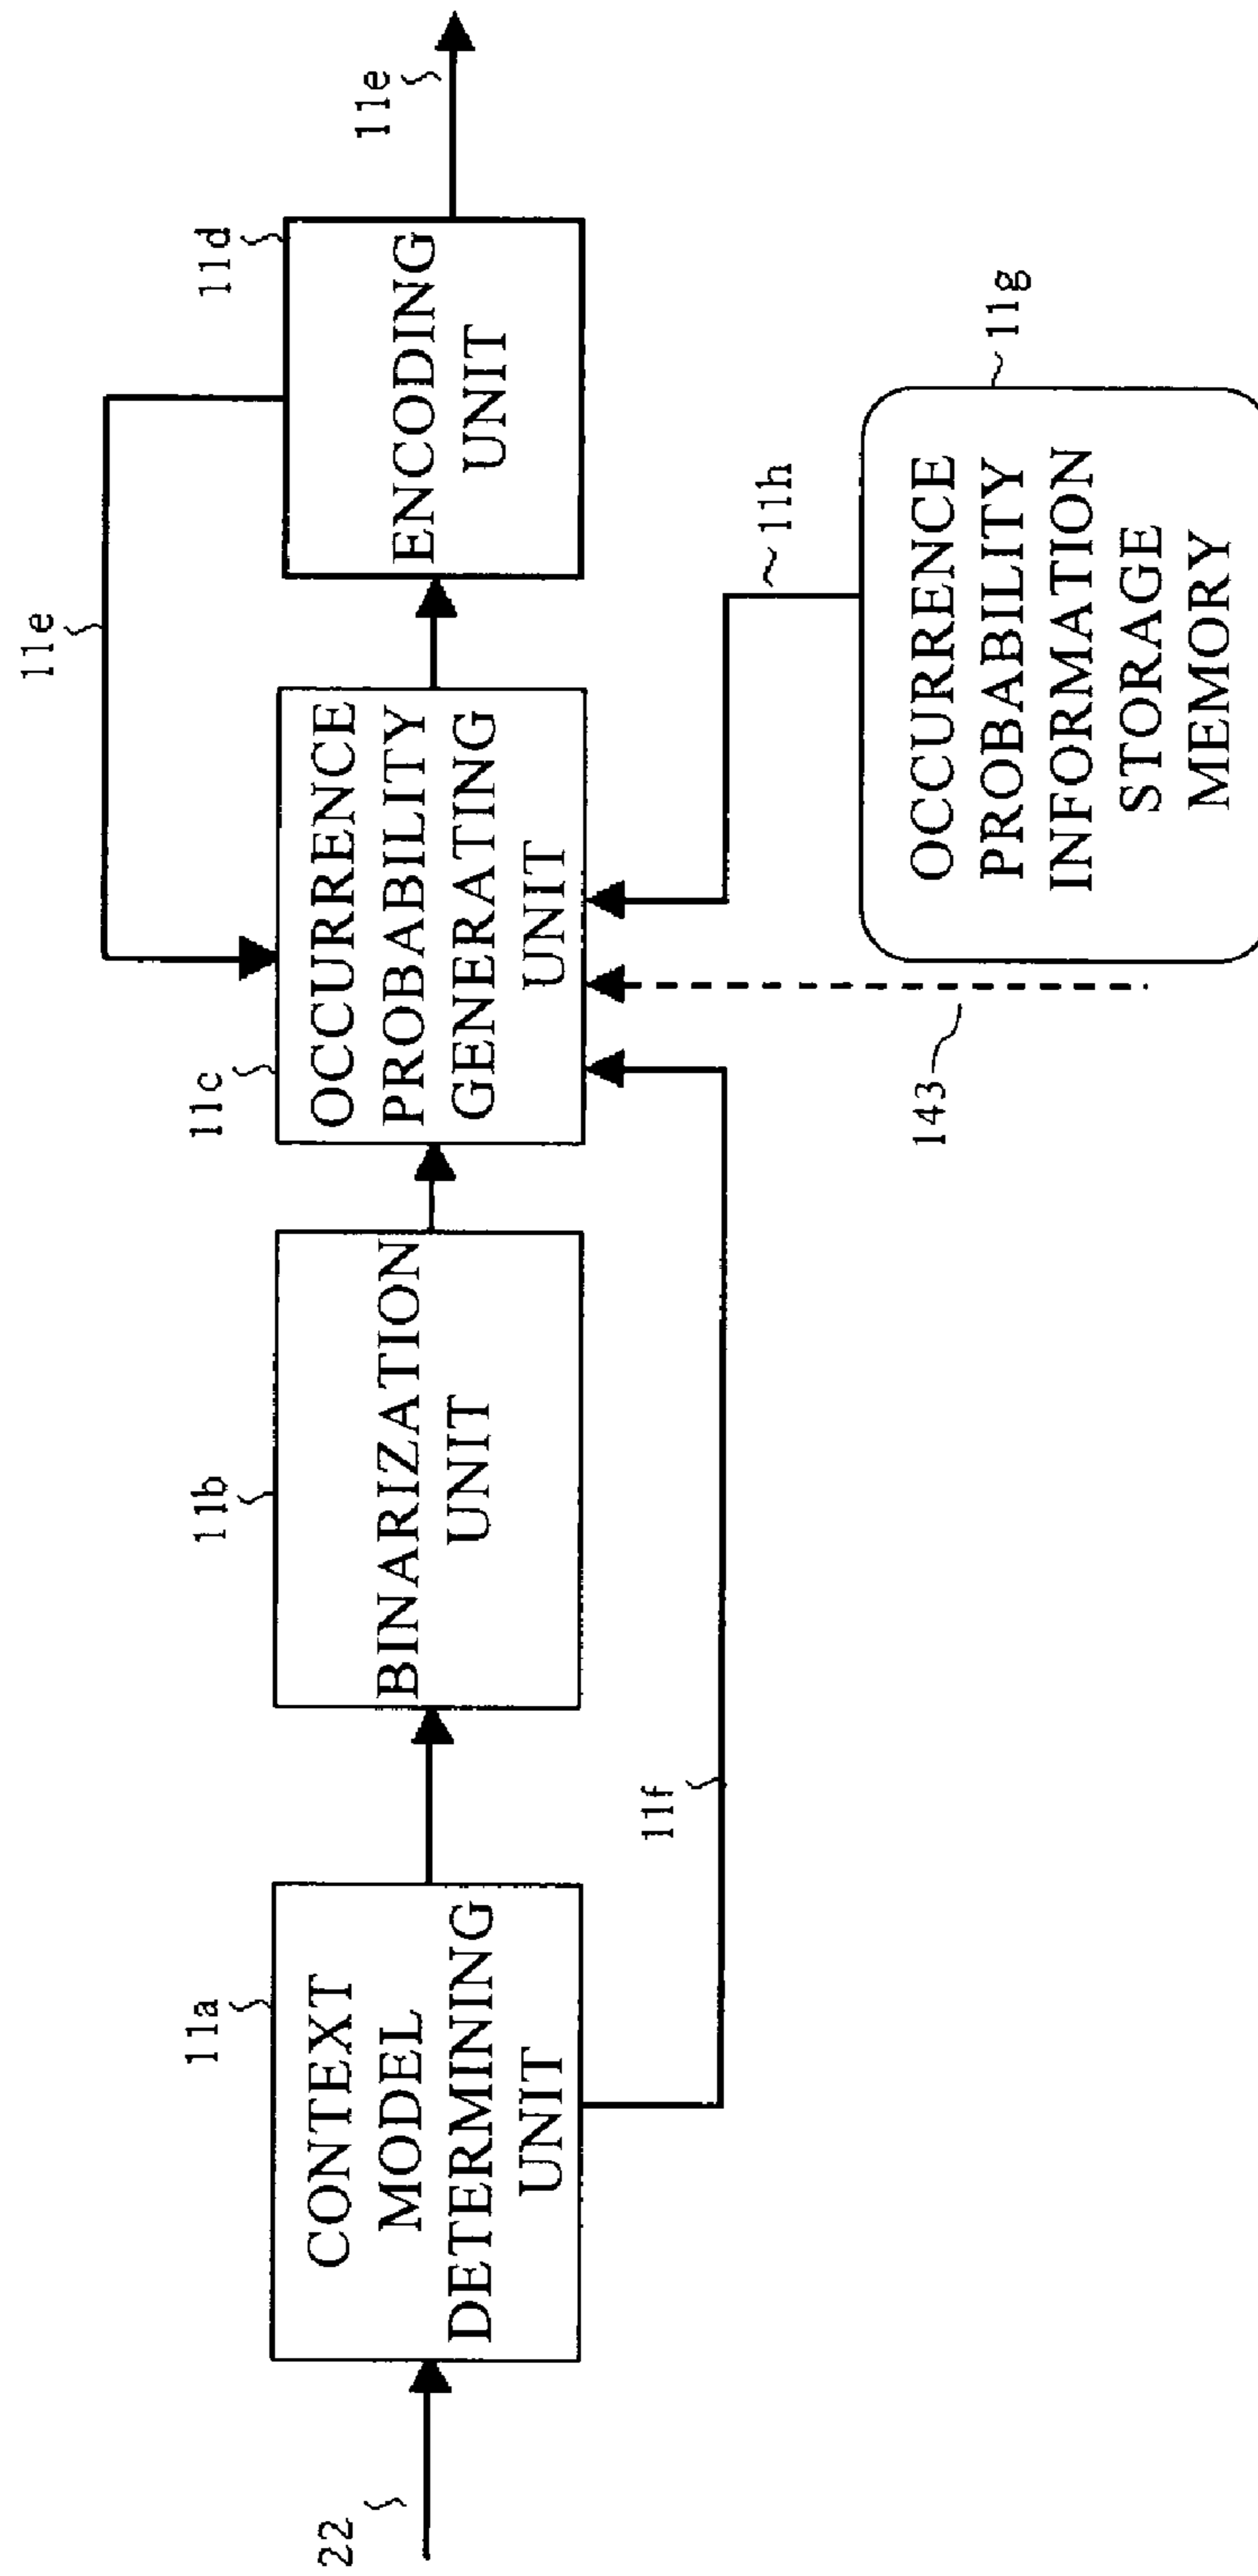 22
11a
CONTEXT
MODEL
DETERMINING
UNIT
11f
11b
BINARIZATION
UNIT
11c
OCCURRENCE
PROBABILITY
GENERATING
UNIT
143
11e
11h
11d
ENCODING
UNIT
11e
11g
OCCURRENCE
PROBABILITY
INFORMATION
STORAGE
MEMORY